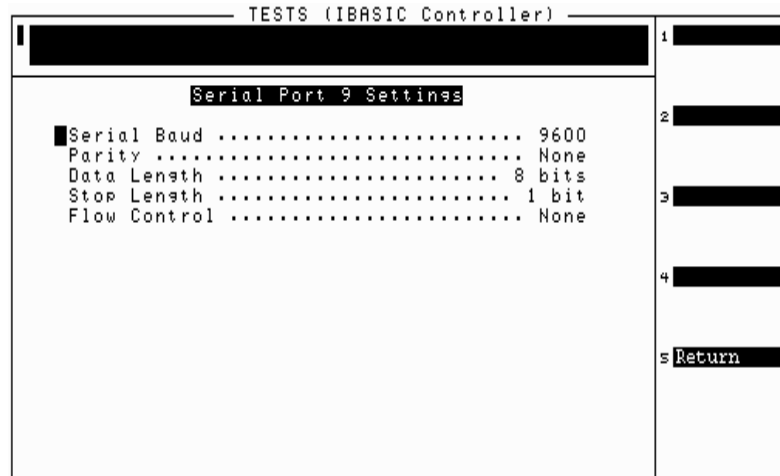 TESTS (IBASIC Controller)
Serial Port 9 Settings
Serial Baud ......................... 9600
Parity .............................. None
Data Length ....................... 8 bits
Stop Length ........................ 1 bit
Flow Control ........................ None
1
2
3
4
5 Return